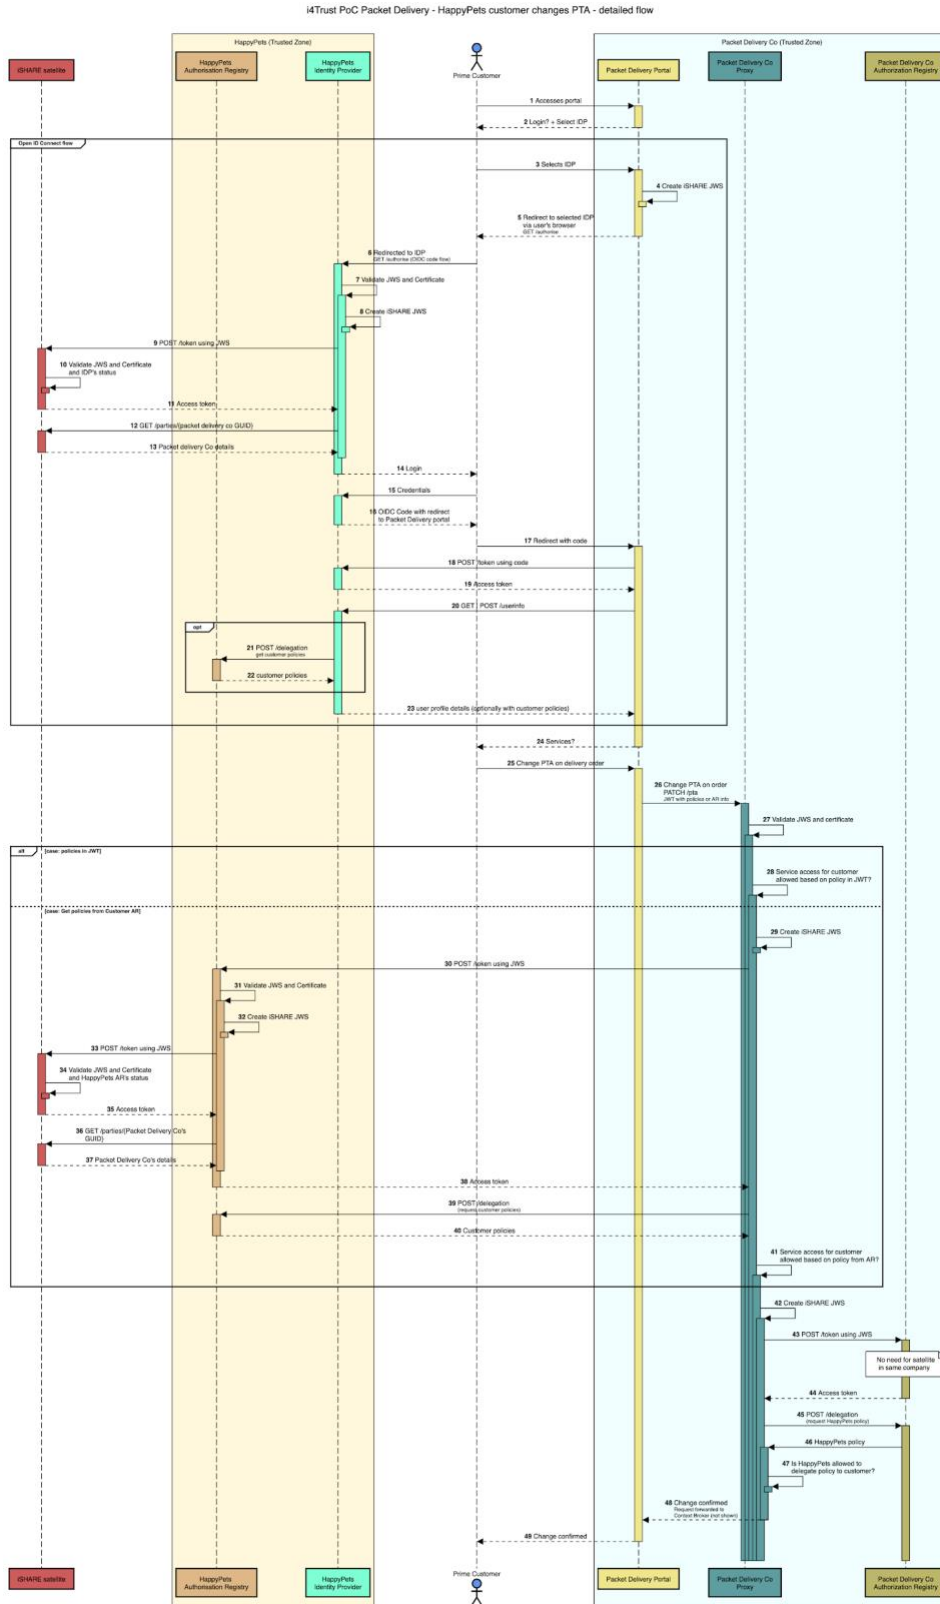 i4Trust PoC Packet Delivery - HappyPets customer changes PTA - detailed flow
HappyPets (Trusted Zone)
Packet Delivery Co (Trusted Zone)
iSHARE satellite
HappyPets
Authorisation Registry
HappyPets
Identity Provider
Prime Customer
Packet Delivery Portal
Packet Delivery Co
Proxy
Packet Delivery Co
Authorization Registry
1 Accesses portal
2 Login? + Select IDP
Open ID Connect flow
3 Selects IDP
4 Create iSHARE JWS
5 Redirect to selected IDP
via user's browser
GET /authorise
6 Redirected to IDP
GET /authorise (OIDC code flow)
7 Validate JWS and Certificate
8 Create iSHARE JWS
9 POST /token using JWS
10 Validate JWS and Certificate
and IDP's status
11 Access token
12 GET /parties/{packet delivery co GUID}
13 Packet delivery Co details
14 Login
15 Credentials
16 OIDC Code with redirect
to Packet Delivery portal
17 Redirect with code
18 POST /token using code
19 Access token
20 GET / POST /userinfo
opt
21 POST /delegation
get customer policies
22 customer policies
23 user profile details (optionally with customer policies)
24 Services?
25 Change PTA on delivery order
26 Change PTA on order
PATCH /pta
JWT with policies or AR info
27 Validate JWS and certificate
alt
[case: policies in JWT]
28 Service access for customer
allowed based on policy in JWT?
[case: Get policies from Customer AR]
29 Create iSHARE JWS
30 POST /token using JWS
31 Validate JWS and Certificate
32 Create iSHARE JWS
33 POST /token using JWS
34 Validate JWS and Certificate
and HappyPets AR's status
35 Access token
36 GET /parties/{Packet Delivery Co's
GUID}
37 Packet Delivery Co's details
38 Access token
39 POST /delegation
(request customer policies)
40 Customer policies
41 Service access for customer
allowed based on policy from AR?
42 Create iSHARE JWS
43 POST /token using JWS
No need for satellite
in same company
44 Access token
45 POST /delegation
(request HappyPets policy)
46 HappyPets policy
47 Is HappyPets allowed to
delegate policy to customer?
48 Change confirmed
Request forwarded to
Context Broker (not shown)
49 Change confirmed
iSHARE satellite
HappyPets
Authorisation Registry
HappyPets
Identity Provider
Prime Customer
Packet Delivery Portal
Packet Delivery Co
Proxy
Packet Delivery Co
Authorization Registry